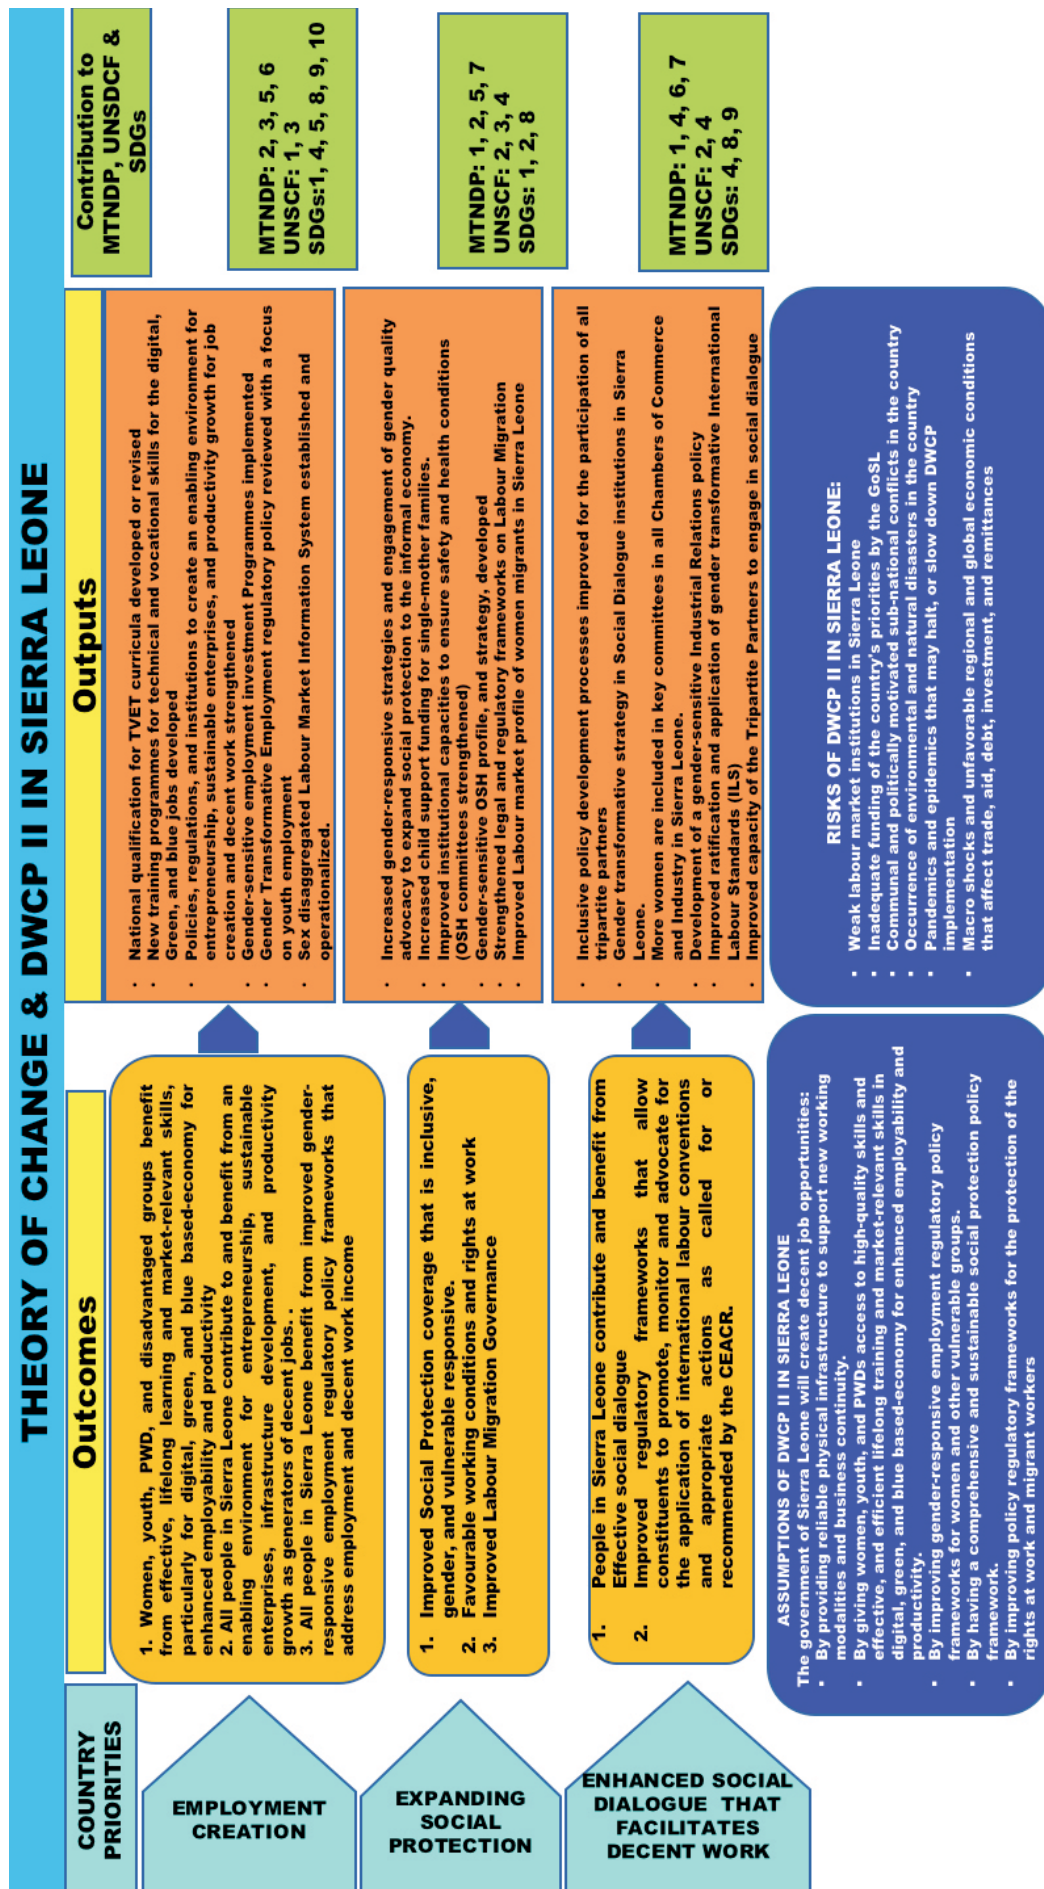 THEORY OF CHANGE & DWCP II IN SIERRA LEONE
COUNTRY
PRIORITIES
Outcomes
Outputs
Contribution to
MTNDP, UNSDCF &
SDGs
EMPLOYMENT
CREATION
1. Women, youth, PWD, and disadvantaged groups benefit
from effective, lifelong learning and market-relevant skills,
particularly for digital, green, and blue based-economy for
enhanced employability and productivity
2. All people in Sierra Leone contribute to and benefit from an
enabling environment for entrepreneurship, sustainable
enterprises, infrastructure development, and productivity
growth as generators of decent jobs. .
3. All people in Sierra Leone benefit from improved gender-
responsive employment regulatory policy frameworks that
address employment and decent work income
• National qualification for TVET curricula developed or revised
• New training programmes for technical and vocational skills for the digital,
Green, and blue jobs developed
• Policies, regulations, and institutions to create an enabling environment for
entrepreneurship, sustainable enterprises, and productivity growth for job
creation and decent work strengthened
• Gender-sensitive employment investment Programmes implemented
• Gender Transformative Employment regulatory policy reviewed with a focus
on youth employment
• Sex disaggregated Labour Market Information System established and
operationalized.
MTNDP: 2, 3, 5, 6
UNSCF: 1, 3
SDGs:1, 4, 5, 8, 9, 10
EXPANDING
SOCIAL
PROTECTION
1. Improved Social Protection coverage that is inclusive,
gender, and vulnerable responsive.
2. Favourable working conditions and rights at work
3. Improved Labour Migration Governance
• Increased gender-responsive strategies and engagement of gender quality
advocacy to expand social protection to the informal economy.
• Increased child support funding for single-mother families.
• Improved institutional capacities to ensure safety and health conditions
(OSH committees strengthened)
• Gender-sensitive OSH profile, and strategy, developed
• Strengthened legal and regulatory frameworks on Labour Migration
• Improved Labour market profile of women migrants in Sierra Leone
MTNDP: 1, 2, 5, 7
UNSCF: 2, 3, 4
SDGs: 1, 2, 8
ENHANCED SOCIAL
DIALOGUE THAT
FACILITATES
DECENT WORK
1. People in Sierra Leone contribute and benefit from
Effective social dialogue
2. Improved regulatory frameworks that allow
constituents to promote, monitor and advocate for
the application of international labour conventions
and appropriate actions as called for or
recommended by the CEACR.
• Inclusive policy development processes improved for the participation of all
tripartite partners
• Gender transformative strategy in Social Dialogue institutions in Sierra
Leone.
• More women are included in key committees in all Chambers of Commerce
and Industry in Sierra Leone.
• Development of a gender-sensitive Industrial Relations policy
• Improved ratification and application of gender transformative International
Labour Standards (ILS)
• Improved capacity of the Tripartite Partners to engage in social dialogue
MTNDP: 1, 4, 6, 7
UNSCF: 2, 4
SDGs: 4, 8, 9
ASSUMPTIONS OF DWCP II IN SIERRA LEONE
The government of Sierra Leone will create decent job opportunities:
▪ By providing reliable physical infrastructure to support new working
modalities and business continuity.
▪ By giving women, youth, and PWDs access to high-quality skills and
effective, and efficient lifelong training and market-relevant skills in
digital, green, and blue based-economy for enhanced employability and
productivity.
▪ By improving gender-responsive employment regulatory policy
frameworks for women and other vulnerable groups.
▪ By having a comprehensive and sustainable social protection policy
framework.
▪ By improving policy regulatory frameworks for the protection of the
rights at work and migrant workers
RISKS OF DWCP II IN SIERRA LEONE:
▪ Weak labour market institutions in Sierra Leone
▪ Inadequate funding of the country's priorities by the GoSL
▪ Communal and politically motivated sub-national conflicts in the country
▪ Occurrence of environmental and natural disasters in the country
▪ Pandemics and epidemics that may halt, or slow down DWCP
implementation
▪ Macro shocks and unfavorable regional and global economic conditions
that affect trade, aid, debt, investment, and remittances